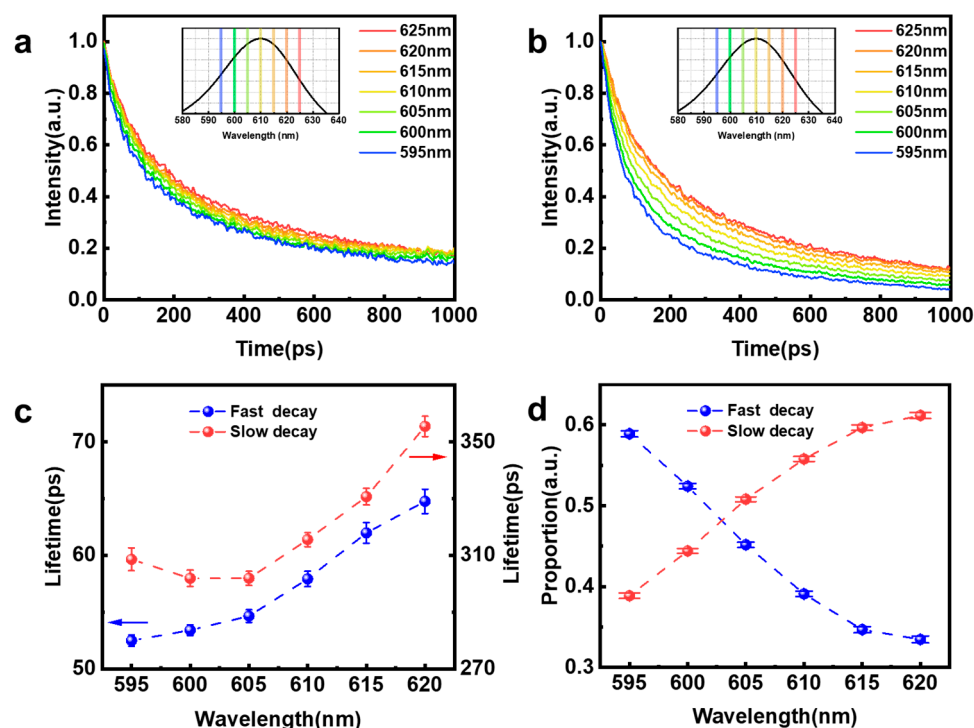 a
Intensity(a.u.)
1.0
0.8
0.6
0.4
0.2
0.0
0 200 400 600 800 1000
Time(ps)
580 590 600 610 620 630 640
Wavelength (nm)
625nm
620nm
615nm
610nm
605nm
600nm
595nm
b
Intensity(a.u.)
1.0
0.8
0.6
0.4
0.2
0.0
0 200 400 600 800 1000
Time(ps)
580 590 600 610 620 630 640
Wavelength (nm)
625nm
620nm
615nm
610nm
605nm
600nm
595nm
c
Fast decay
Slow decay
Lifetime(ps)
70
60
50
350
310
270
Lifetime(ps)
595 600 605 610 615 620
Wavelength(nm)
d
Fast decay
Slow decay
Proportion(a.u.)
0.6
0.5
0.4
0.3
595 600 605 610 615 620
Wavelength(nm)